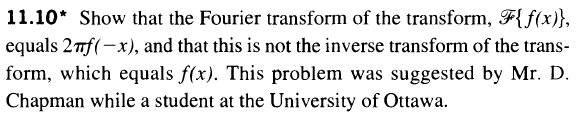 11.10* Show that the Fourier transform of the transform, ℱ{f(x)},
equals 2πf(−x), and that this is not the inverse transform of the trans-
form, which equals f(x). This problem was suggested by Mr. D.
Chapman while a student at the University of Ottawa.